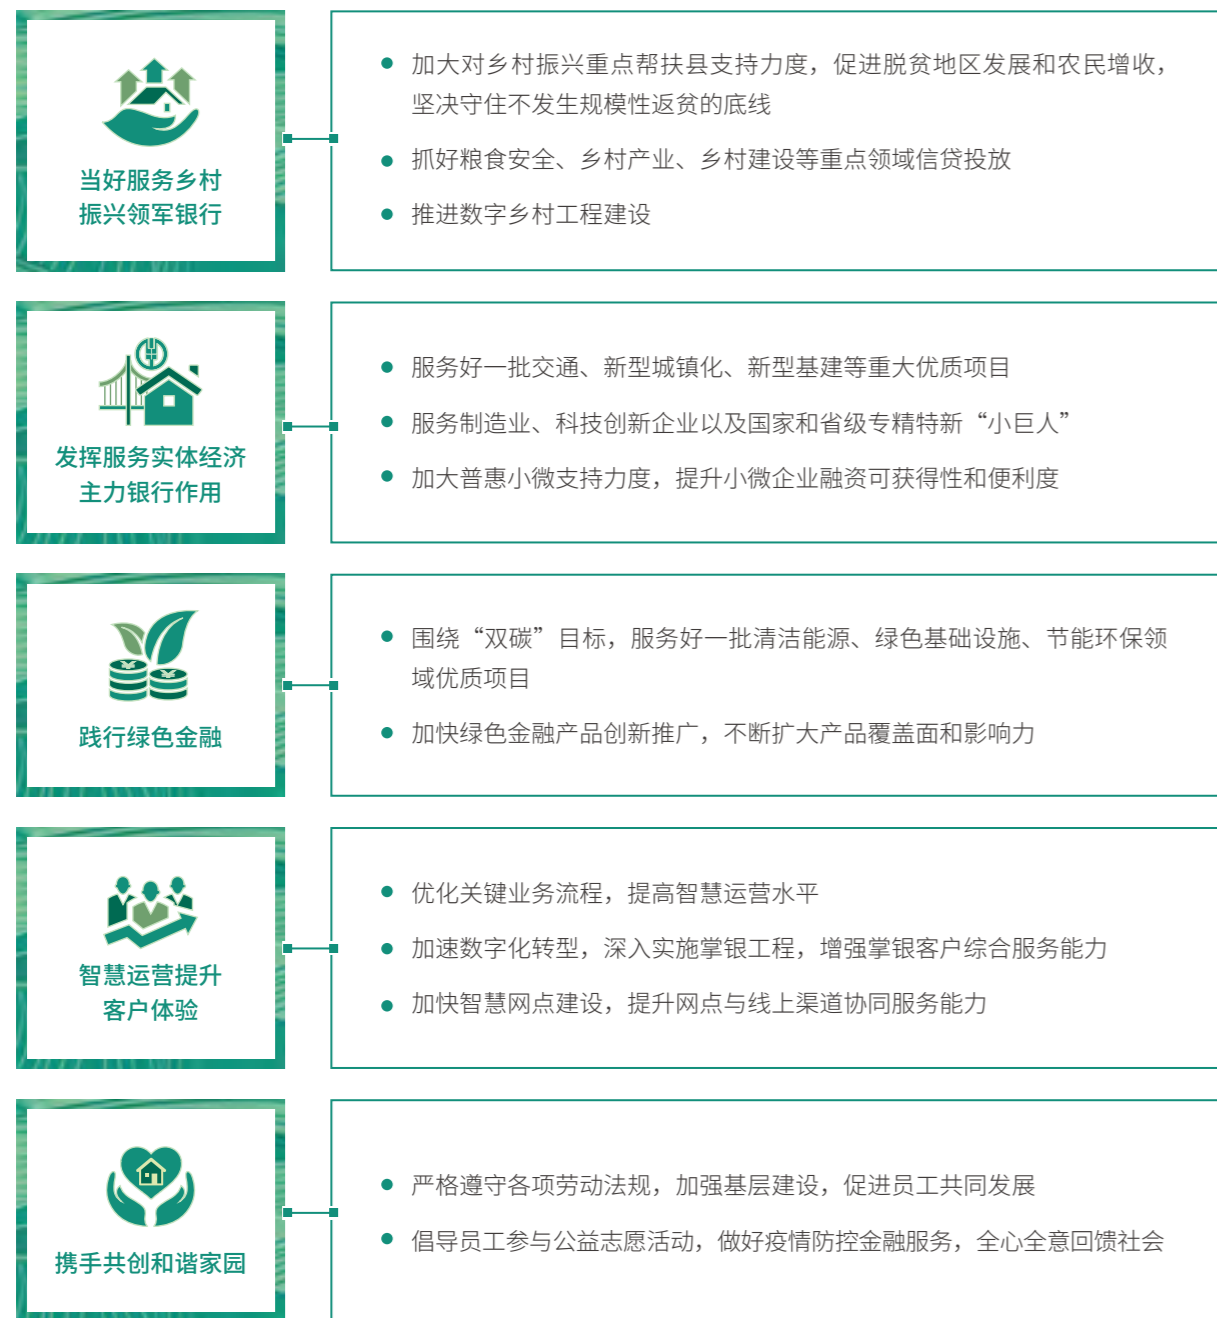 当好服务乡村
振兴领军银行
加大对乡村振兴重点帮扶县支持力度，促进脱贫地区发展和农民增收，
坚决守住不发生规模性返贫的底线
抓好粮食安全、乡村产业、乡村建设等重点领域信贷投放
推进数字乡村工程建设
发挥服务实体经济
主力银行作用
服务好一批交通、新型城镇化、新型基建等重大优质项目
服务制造业、科技创新企业以及国家和省级专精特新“小巨人”
加大普惠小微支持力度，提升小微企业融资可获得性和便利度
践行绿色金融
围绕“双碳”目标，服务好一批清洁能源、绿色基础设施、节能环保领
域优质项目
加快绿色金融产品创新推广，不断扩大产品覆盖面和影响力
智慧运营提升
客户体验
优化关键业务流程，提高智慧运营水平
加速数字化转型，深入实施掌银工程，增强掌银客户综合服务能力
加快智慧网点建设，提升网点与线上渠道协同服务能力
携手共创和谐家园
严格遵守各项劳动法规，加强基层建设，促进员工共同发展
倡导员工参与公益志愿活动，做好疫情防控金融服务，全心全意回馈社会